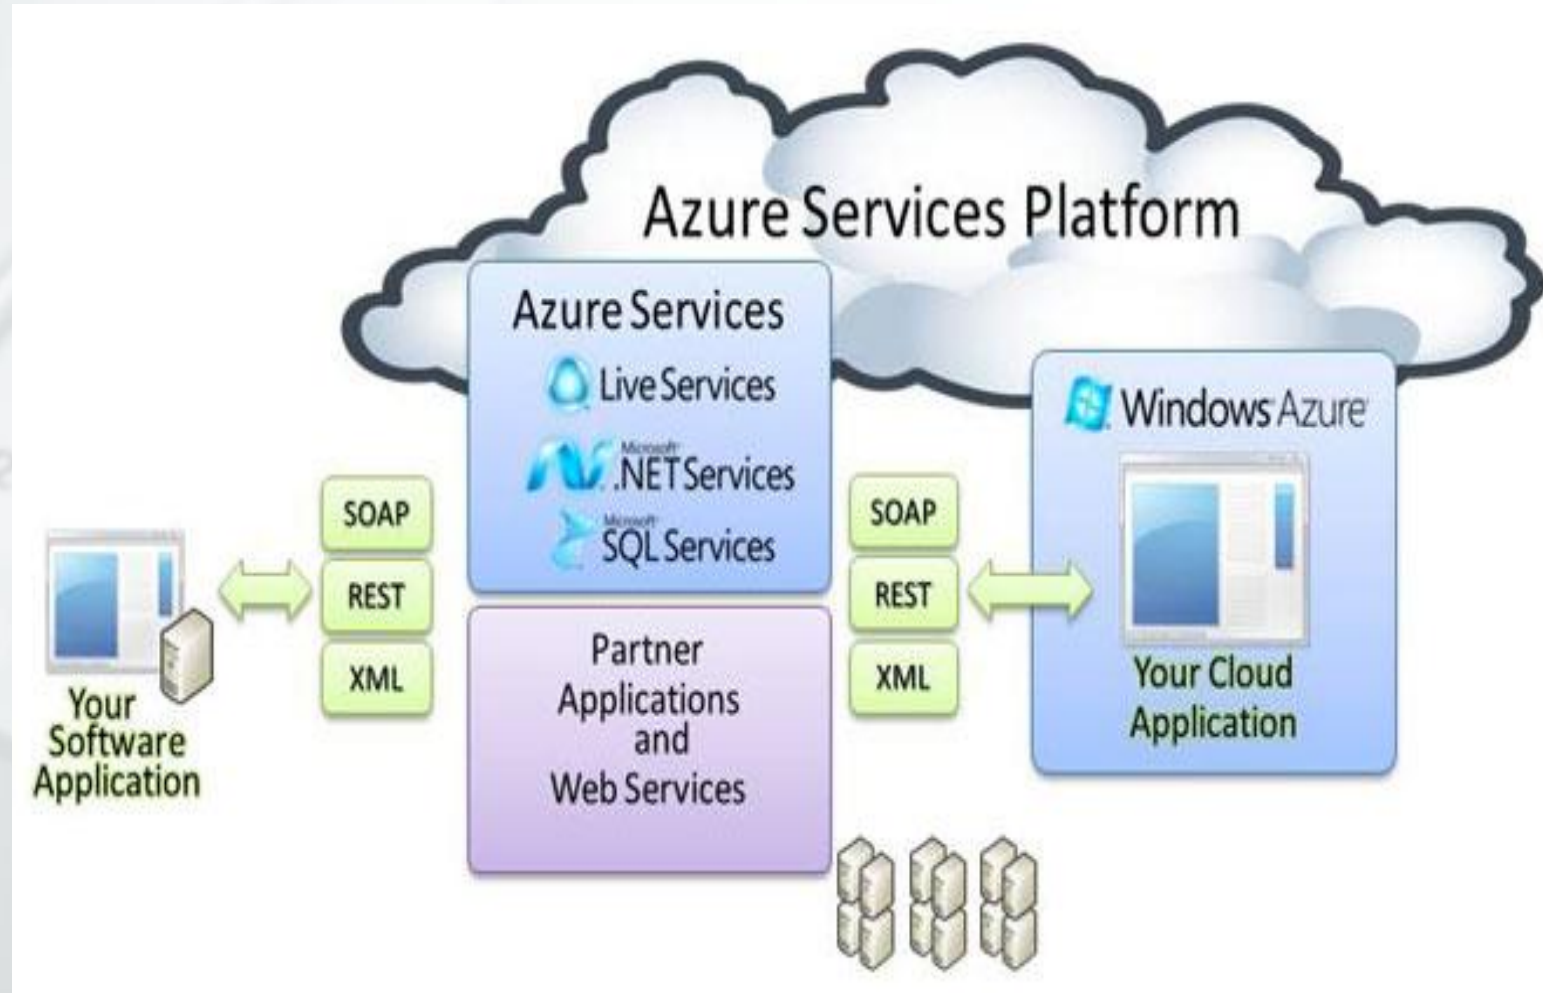 Azure Services Platform
Azure Services
Live Services
Microsoft
.NET Services
Microsoft
SQL Services
Windows Azure
SOAP
REST
XML
SOAP
REST
XML
Your
Software
Application
Partner
Applications
and
Web Services
Your Cloud
Application